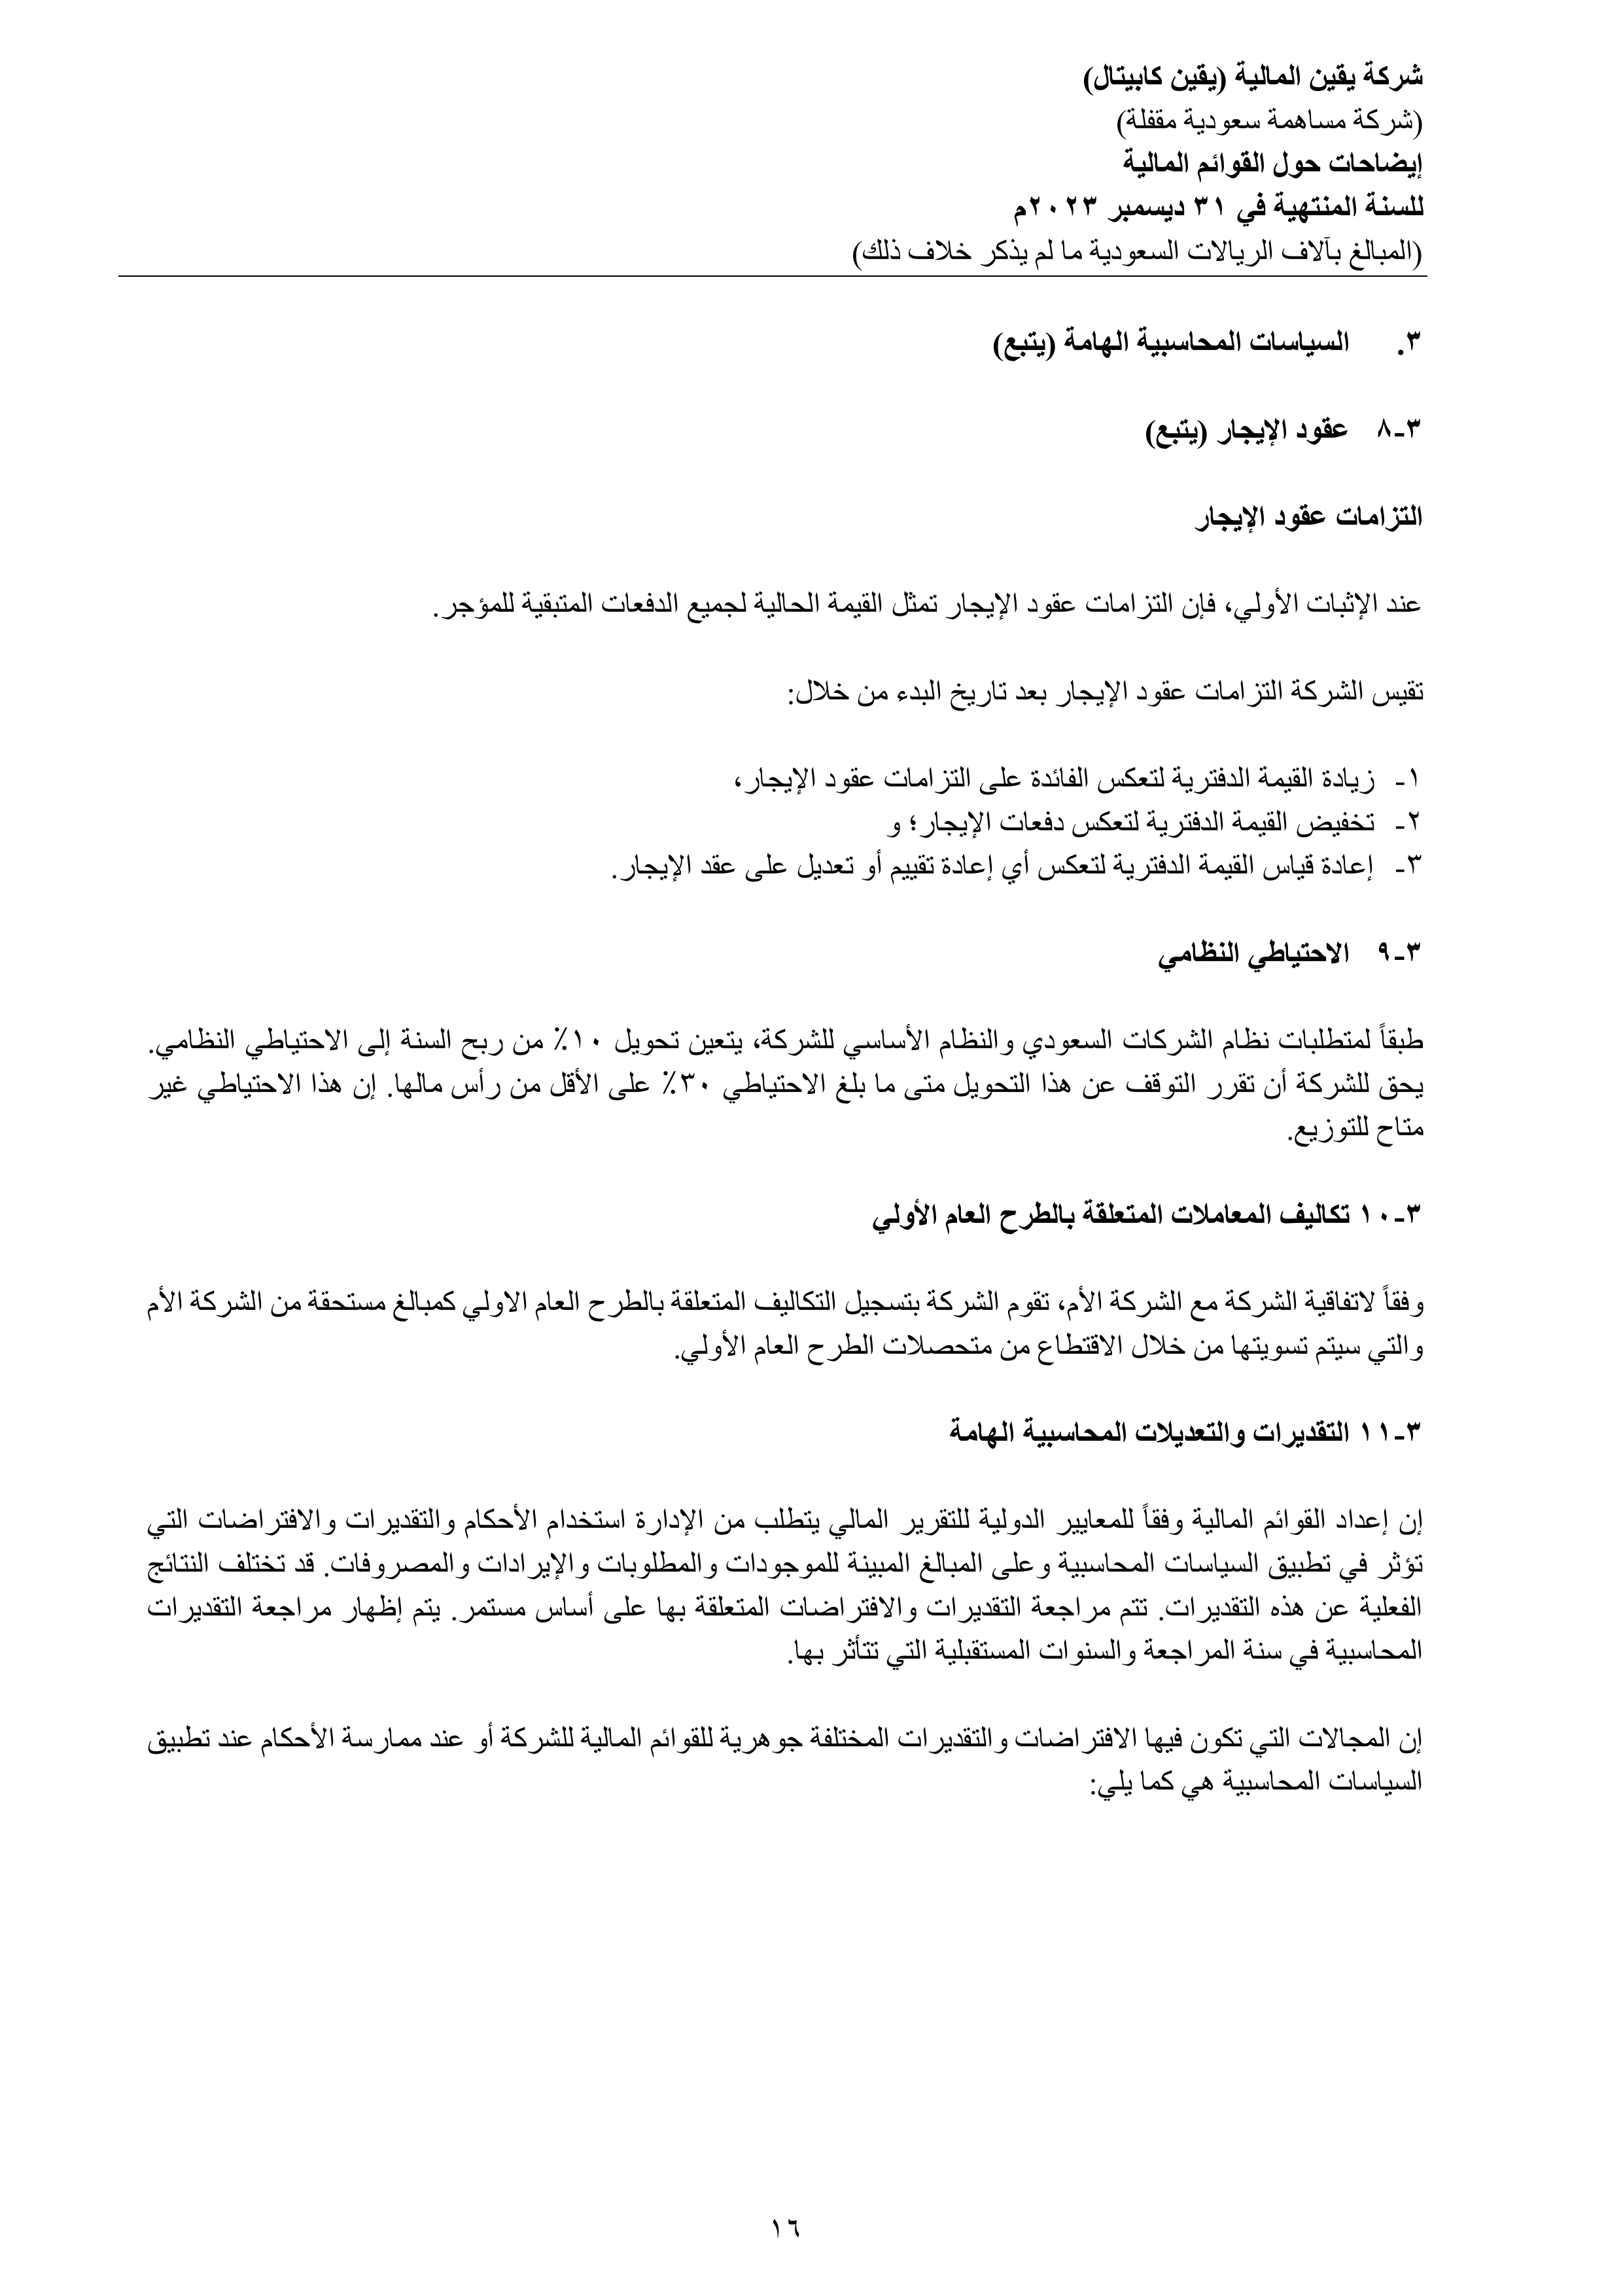 شركة يقين المالية (يقين كابيتال)
(شركة مساهمة سعودية مقفلة)
إيضاحات حول القوائم المالية
للسنة المنتهية في ٣١ ديسمبر ٢٠٢٣م
(المبالغ بآلاف الريالات السعودية ما لم يذكر خلاف ذلك)
٣. السياسات المحاسبية الهامة (يتبع)
٣-٨ عقود الإيجار (يتبع)
التزامات عقود الإيجار
عند الإثبات الأولي، فإن التزامات عقود الإيجار تمثل القيمة الحالية لجميع الدفعات المتبقية للمؤجر.
تقيس الشركة التزامات عقود الإيجار بعد تاريخ البدء من خلال:
١- زيادة القيمة الدفترية لتعكس الفائدة على التزامات عقود الإيجار،
٢- تخفيض القيمة الدفترية لتعكس دفعات الإيجار؛ و
٣- إعادة قياس القيمة الدفترية لتعكس أي إعادة تقييم أو تعديل على عقد الإيجار.
٣-٩ الاحتياطي النظامي
طبقاً لمتطلبات نظام الشركات السعودي والنظام الأساسي للشركة، يتعين تحويل ١٠٪ من ربح السنة إلى الاحتياطي النظامي.
يحق للشركة أن تقرر التوقف عن هذا التحويل متى ما بلغ الاحتياطي ٣٠٪ على الأقل من رأس مالها. إن هذا الاحتياطي غير
متاح للتوزيع.
٣-١٠ تكاليف المعاملات المتعلقة بالطرح العام الأولي
وفقاً لاتفاقية الشركة مع الشركة الأم، تقوم الشركة بتسجيل التكاليف المتعلقة بالطرح العام الاولي كمبالغ مستحقة من الشركة الأم
والتي سيتم تسويتها من خلال الاقتطاع من متحصلات الطرح العام الأولي.
٣-١١ التقديرات والتعديلات المحاسبية الهامة
إن إعداد القوائم المالية وفقاً للمعايير الدولية للتقرير المالي يتطلب من الإدارة استخدام الأحكام والتقديرات والافتراضات التي
تؤثر في تطبيق السياسات المحاسبية وعلى المبالغ المبينة للموجودات والمطلوبات والإيرادات والمصروفات. قد تختلف النتائج
الفعلية عن هذه التقديرات. تتم مراجعة التقديرات والافتراضات المتعلقة بها على أساس مستمر. يتم إظهار مراجعة التقديرات
المحاسبية في سنة المراجعة والسنوات المستقبلية التي تتأثر بها.
إن المجالات التي تكون فيها الافتراضات والتقديرات المختلفة جوهرية للقوائم المالية للشركة أو عند ممارسة الأحكام عند تطبيق
السياسات المحاسبية هي كما يلي:
١٦